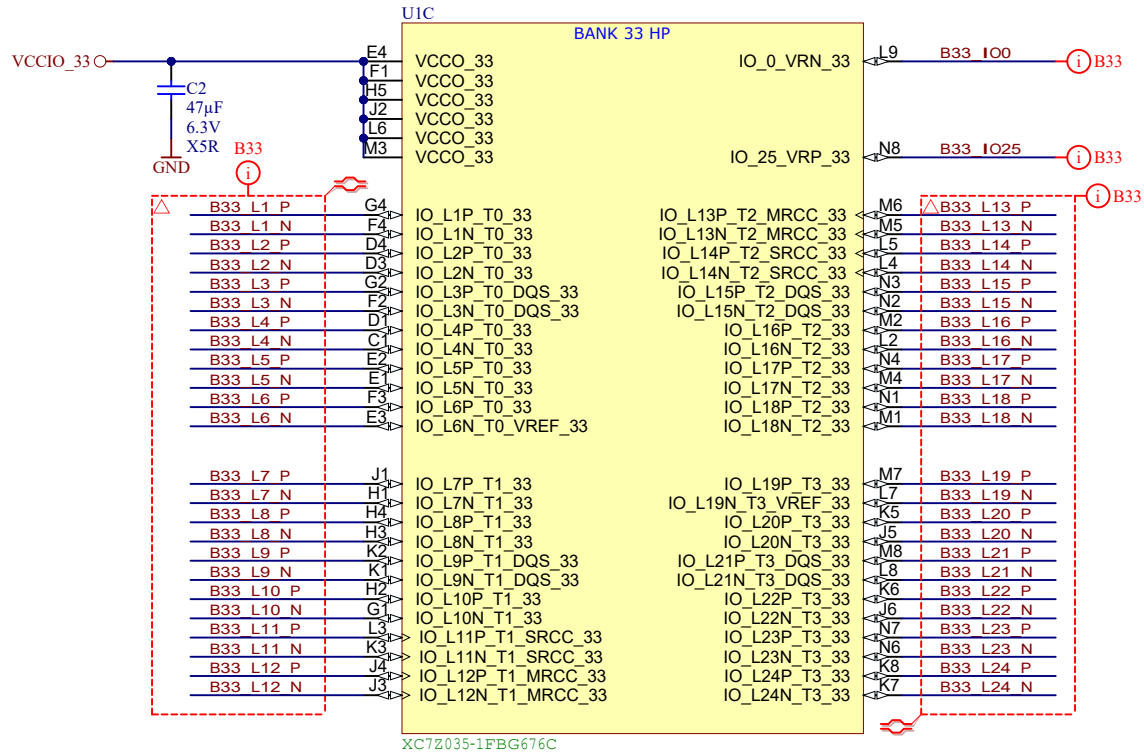 U1C
BANK 33 HP
VCCIO_33
E4 VCCO_33
F1 VCCO_33
H5 VCCO_33
J2 VCCO_33
L6 VCCO_33
M3 VCCO_33
C2
47µF
6.3V
X5R
GND
IO_0_VRN_33 L9 B33_IO0 i B33
IO_25_VRP_33 N8 B33_IO25 i B33
B33
i
i B33
B33_L1_P G4 IO_L1P_T0_33
B33_L1_N F4 IO_L1N_T0_33
B33_L2_P D4 IO_L2P_T0_33
B33_L2_N D3 IO_L2N_T0_33
B33_L3_P G2 IO_L3P_T0_DQS_33
B33_L3_N F2 IO_L3N_T0_DQS_33
B33_L4_P D1 IO_L4P_T0_33
B33_L4_N C1 IO_L4N_T0_33
B33_L5_P E2 IO_L5P_T0_33
B33_L5_N E1 IO_L5N_T0_33
B33_L6_P F3 IO_L6P_T0_33
B33_L6_N E3 IO_L6N_T0_VREF_33
B33_L7_P J1 IO_L7P_T1_33
B33_L7_N H1 IO_L7N_T1_33
B33_L8_P H4 IO_L8P_T1_33
B33_L8_N H3 IO_L8N_T1_33
B33_L9_P K2 IO_L9P_T1_DQS_33
B33_L9_N K1 IO_L9N_T1_DQS_33
B33_L10_P H2 IO_L10P_T1_33
B33_L10_N G1 IO_L10N_T1_33
B33_L11_P L3 IO_L11P_T1_SRCC_33
B33_L11_N K3 IO_L11N_T1_SRCC_33
B33_L12_P J4 IO_L12P_T1_MRCC_33
B33_L12_N J3 IO_L12N_T1_MRCC_33
IO_L13P_T2_MRCC_33 M6 B33_L13_P
IO_L13N_T2_MRCC_33 M5 B33_L13_N
IO_L14P_T2_SRCC_33 L5 B33_L14_P
IO_L14N_T2_SRCC_33 L4 B33_L14_N
IO_L15P_T2_DQS_33 N3 B33_L15_P
IO_L15N_T2_DQS_33 N2 B33_L15_N
IO_L16P_T2_33 M2 B33_L16_P
IO_L16N_T2_33 L2 B33_L16_N
IO_L17P_T2_33 N4 B33_L17_P
IO_L17N_T2_33 M4 B33_L17_N
IO_L18P_T2_33 N1 B33_L18_P
IO_L18N_T2_33 M1 B33_L18_N
IO_L19P_T3_33 M7 B33_L19_P
IO_L19N_T3_VREF_33 L7 B33_L19_N
IO_L20P_T3_33 K5 B33_L20_P
IO_L20N_T3_33 J5 B33_L20_N
IO_L21P_T3_DQS_33 M8 B33_L21_P
IO_L21N_T3_DQS_33 L8 B33_L21_N
IO_L22P_T3_33 K6 B33_L22_P
IO_L22N_T3_33 J6 B33_L22_N
IO_L23P_T3_33 N7 B33_L23_P
IO_L23N_T3_33 N6 B33_L23_N
IO_L24P_T3_33 K8 B33_L24_P
IO_L24N_T3_33 K7 B33_L24_N
XC7Z035-1FBG676C